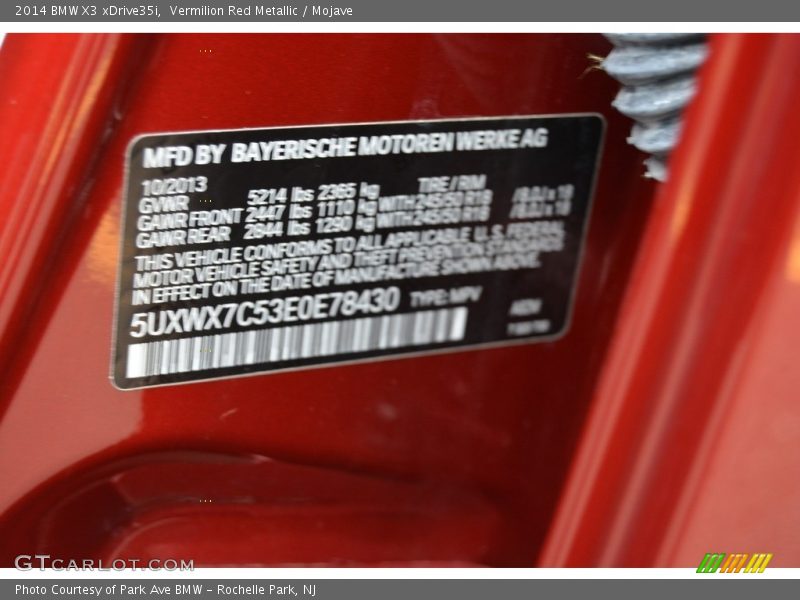 2014 BMW X3 xDrive35i, Vermilion Red Metallic / Mojave
MFD BY BAYERISCHE MOTOREN WERKE AG
10/2013 TIRE / RIM
GVWR 5214 lbs 2365 kg
GAWR FRONT 2447 lbs 1110 kg WITH 245/50 R18
GAWR REAR 2844 lbs 1290 kg WITH 245/50 R18
THIS VEHICLE CONFORMS TO ALL APPLICABLE U.S. FEDERAL
MOTOR VEHICLE SAFETY AND THEFT PREVENTION STANDARDS
IN EFFECT ON THE DATE OF MANUFACTURE SHOWN ABOVE.
5UXWX7C53E0E78430 TYPE: MPV
GTCARLOT.COM
Photo Courtesy of Park Ave BMW - Rochelle Park, NJ